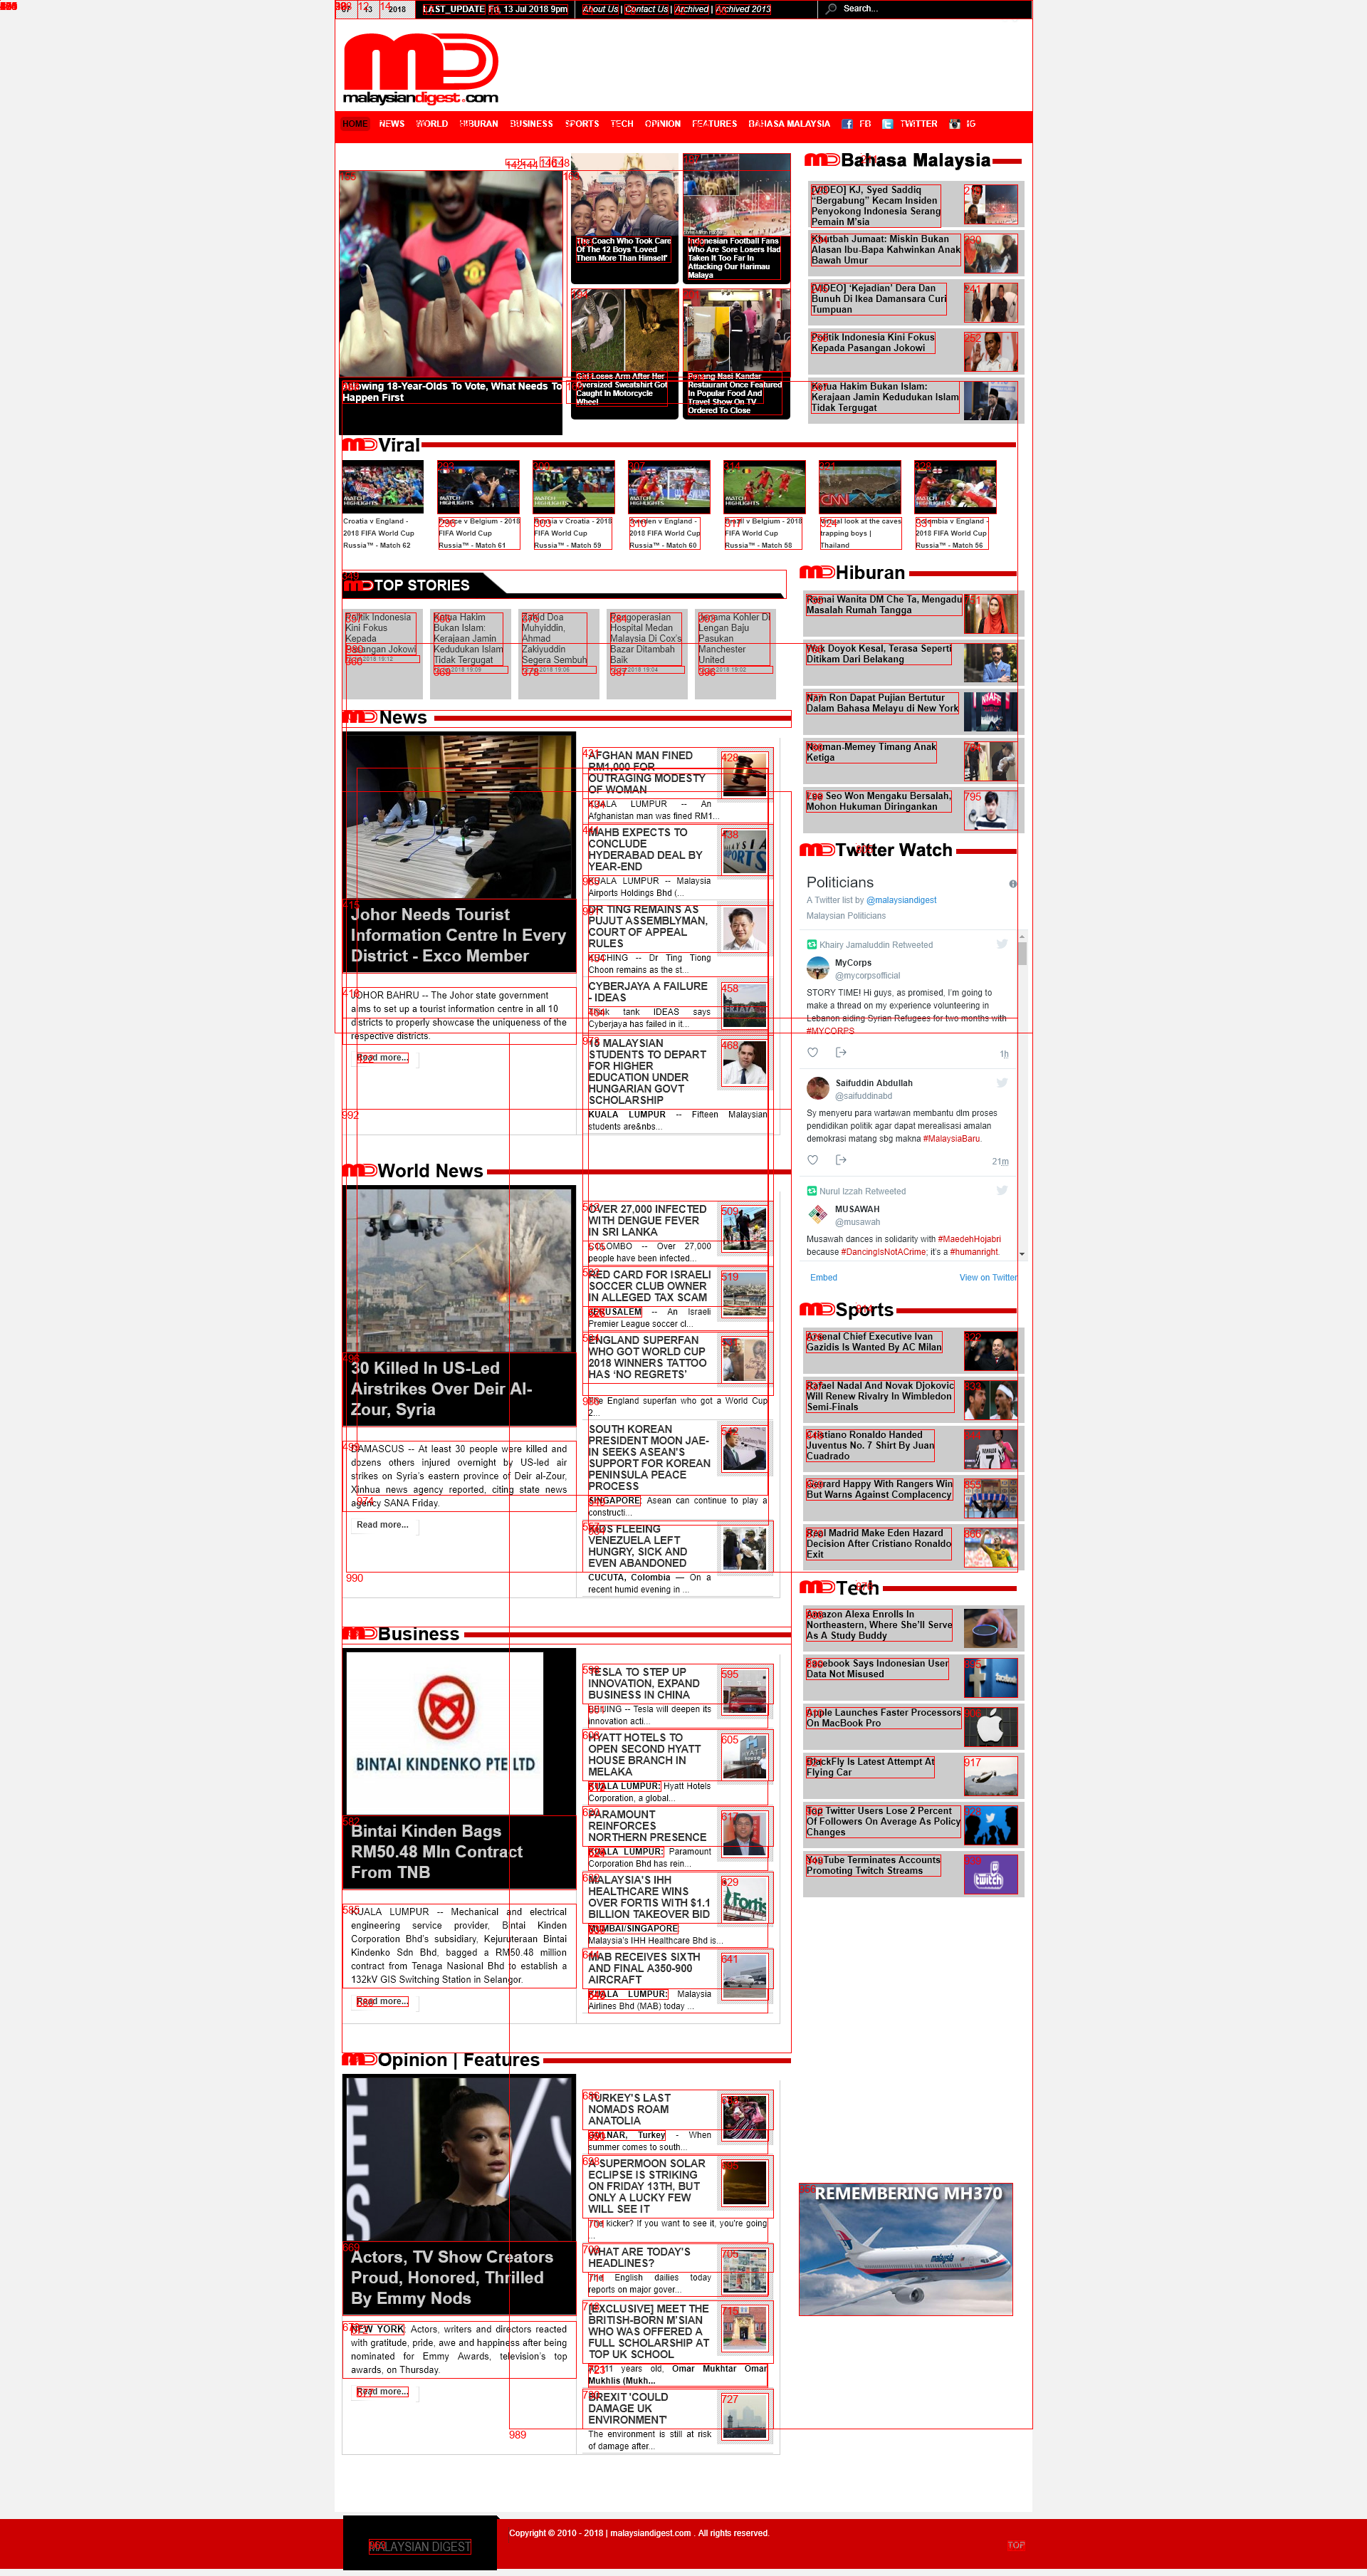 07 13 2018 LAST_UPDATE Fri, 13 Jul 2018 9pm About Us | Contact Us | Archived | Archived 2013 Search...
MD
malaysiandigest.com
HOME NEWS WORLD HIBURAN BUSINESS SPORTS TECH OPINION FEATURES BAHASA MALAYSIA FB TWITTER IG
Allowing 18-Year-Olds To Vote, What Needs To
Happen First
The Coach Who Took Care
Of The 12 Boys 'Loved
Them More Than Himself'
Indonesian Football Fans
Who Are Sore Losers Had
Taken It Too Far In
Attacking Our Harimau
Malaya
Girl Loses Arm After Her
Oversized Sweatshirt Got
Caught In Motorcycle
Wheel
Penang Nasi Kandar
Restaurant Once Featured
In Popular Food And
Travel Show On TV
Ordered To Close
MD Bahasa Malaysia
[VIDEO] KJ, Syed Saddiq
“Bergabung” Kecam Insiden
Penyokong Indonesia Serang
Pemain M’sia
Khutbah Jumaat: Miskin Bukan
Alasan Ibu-Bapa Kahwinkan Anak
Bawah Umur
[VIDEO] ‘Kejadian’ Dera Dan
Bunuh Di Ikea Damansara Curi
Tumpuan
Politik Indonesia Kini Fokus
Kepada Pasangan Jokowi
Ketua Hakim Bukan Islam:
Kerajaan Jamin Kedudukan Islam
Tidak Tergugat
MD Viral
Croatia v England -
2018 FIFA World Cup
Russia™ - Match 62
France v Belgium - 2018
FIFA World Cup
Russia™ - Match 61
Russia v Croatia - 2018
FIFA World Cup
Russia™ - Match 59
Sweden v England -
2018 FIFA World Cup
Russia™ - Match 60
Brazil v Belgium - 2018
FIFA World Cup
Russia™ - Match 58
Virtual look at the caves
trapping boys |
Thailand
Colombia v England -
2018 FIFA World Cup
Russia™ - Match 56
MD TOP STORIES
Politik Indonesia
Kini Fokus
Kepada
Pasangan Jokowi
2018 19:12
Ketua Hakim
Bukan Islam:
Kerajaan Jamin
Kedudukan Islam
Tidak Tergugat
2018 19:09
Zahid Doa
Muhyiddin,
Ahmad
Zakiyuddin
Segera Sembuh
2018 19:06
Pengoperasian
Hospital Medan
Malaysia Di Cox's
Bazar Ditambah
Baik
2018 19:04
Jenama Kohler Di
Lengan Baju
Pasukan
Manchester
United
2018 19:02
MD Hiburan
Ramai Wanita DM Che Ta, Mengadu
Masalah Rumah Tangga
Wak Doyok Kesal, Terasa Seperti
Ditikam Dari Belakang
Nam Ron Dapat Pujian Bertutur
Dalam Bahasa Melayu di New York
Norman-Memey Timang Anak
Ketiga
Lee Seo Won Mengaku Bersalah,
Mohon Hukuman Diringankan
MD News
Johor Needs Tourist
Information Centre In Every
District - Exco Member
JOHOR BAHRU -- The Johor state government
aims to set up a tourist information centre in all 10
districts to properly showcase the uniqueness of the
respective districts.
Read more...
AFGHAN MAN FINED
RM1,000 FOR
OUTRAGING MODESTY
OF WOMAN
KUALA LUMPUR -- An
Afghanistan man was fined RM1...
MAHB EXPECTS TO
CONCLUDE
HYDERABAD DEAL BY
YEAR-END
KUALA LUMPUR -- Malaysia
Airports Holdings Bhd (...
DR TING REMAINS AS
PUJUT ASSEMBLYMAN,
COURT OF APPEAL
RULES
KUCHING -- Dr Ting Tiong
Choon remains as the st...
CYBERJAYA A FAILURE
- IDEAS
Think tank IDEAS says
Cyberjaya has failed in it...
15 MALAYSIAN
STUDENTS TO DEPART
FOR HIGHER
EDUCATION UNDER
HUNGARIAN GOVT
SCHOLARSHIP
KUALA LUMPUR -- Fifteen Malaysian
students are&nbs...
MD Twitter Watch
Politicians
A Twitter list by @malaysiandigest
Malaysian Politicians
Khairy Jamaluddin Retweeted
MyCorps
@mycorpsofficial
STORY TIME! Hi guys, as promised, I'm going to
make a thread on my experience volunteering in
Lebanon aiding Syrian Refugees for two months with
#MYCORPS
1h
Saifuddin Abdullah
@saifuddinabd
Sy menyeru para wartawan membantu dlm proses
pendidikan politik agar dapat merealisasi amalan
demokrasi matang sbg makna #MalaysiaBaru.
21m
Nurul Izzah Retweeted
MUSAWAH
@musawah
Musawah dances in solidarity with #MaedehHojabri
because #DancingIsNotACrime; it's a #humanright.
Embed View on Twitter
MD World News
30 Killed In US-Led
Airstrikes Over Deir Al-
Zour, Syria
DAMASCUS -- At least 30 people were killed and
dozens others injured overnight by US-led air
strikes on Syria's eastern province of Deir al-Zour,
Xinhua news agency reported, citing state news
agency SANA Friday.
Read more...
OVER 27,000 INFECTED
WITH DENGUE FEVER
IN SRI LANKA
COLOMBO -- Over 27,000
people have been infected...
RED CARD FOR ISRAELI
SOCCER CLUB OWNER
IN ALLEGED TAX SCAM
JERUSALEM -- An Israeli
Premier League soccer cl...
ENGLAND SUPERFAN
WHO GOT WORLD CUP
2018 WINNERS TATTOO
HAS ‘NO REGRETS’
The England superfan who got a World Cup
2...
SOUTH KOREAN
PRESIDENT MOON JAE-
IN SEEKS ASEAN'S
SUPPORT FOR KOREAN
PENINSULA PEACE
PROCESS
SINGAPORE: Asean can continue to play a
constructi...
KIDS FLEEING
VENEZUELA LEFT
HUNGRY, SICK AND
EVEN ABANDONED
CUCUTA, Colombia — On a
recent humid evening in ...
MD Sports
Arsenal Chief Executive Ivan
Gazidis Is Wanted By AC Milan
Rafael Nadal And Novak Djokovic
Will Renew Rivalry In Wimbledon
Semi-Finals
Cristiano Ronaldo Handed
Juventus No. 7 Shirt By Juan
Cuadrado
Gerrard Happy With Rangers Win
But Warns Against Complacency
Real Madrid Make Eden Hazard
Decision After Cristiano Ronaldo
Exit
MD Tech
Amazon Alexa Enrolls In
Northeastern, Where She'll Serve
As A Study Buddy
Facebook Says Indonesian User
Data Not Misused
Apple Launches Faster Processors
On MacBook Pro
BlackFly Is Latest Attempt At
Flying Car
Top Twitter Users Lose 2 Percent
Of Followers On Average As Policy
Changes
YouTube Terminates Accounts
Promoting Twitch Streams
MD Business
BINTAI KINDENKO PTE LTD
Bintai Kinden Bags
RM50.48 Mln Contract
From TNB
KUALA LUMPUR -- Mechanical and electrical
engineering service provider, Bintai Kinden
Corporation Bhd's subsidiary, Kejuruteraan Bintai
Kindenko Sdn Bhd, bagged a RM50.48 million
contract from Tenaga Nasional Bhd to establish a
132kV GIS Switching Station in Selangor.
Read more...
TESLA TO STEP UP
INNOVATION, EXPAND
BUSINESS IN CHINA
BEIJING -- Tesla will deepen its
innovation acti...
HYATT HOTELS TO
OPEN SECOND HYATT
HOUSE BRANCH IN
MELAKA
KUALA LUMPUR: Hyatt Hotels
Corporation, a global...
PARAMOUNT
REINFORCES
NORTHERN PRESENCE
KUALA LUMPUR: Paramount
Corporation Bhd has rein...
MALAYSIA'S IHH
HEALTHCARE WINS
OVER FORTIS WITH $1.1
BILLION TAKEOVER BID
MUMBAI/SINGAPORE
Malaysia's IHH Healthcare Bhd is...
MAB RECEIVES SIXTH
AND FINAL A350-900
AIRCRAFT
KUALA LUMPUR: Malaysia
Airlines Bhd (MAB) today ...
MD Opinion | Features
Actors, TV Show Creators
Proud, Honored, Thrilled
By Emmy Nods
NEW YORK: Actors, writers and directors reacted
with gratitude, pride, awe and happiness after being
nominated for Emmy Awards, television's top
awards, on Thursday.
Read more...
TURKEY'S LAST
NOMADS ROAM
ANATOLIA
GULNAR, Turkey - When
summer comes to south...
A SUPERMOON SOLAR
ECLIPSE IS STRIKING
ON FRIDAY 13TH, BUT
ONLY A LUCKY FEW
WILL SEE IT
The kicker? If you want to see it, you're going
...
WHAT ARE TODAY'S
HEADLINES?
The English dailies today
reports on major gover...
[EXCLUSIVE] MEET THE
BRITISH-BORN M'SIAN
WHO WAS OFFERED A
FULL SCHOLARSHIP AT
TOP UK SCHOOL
11 years old, Omar Mukhtar Omar
Mukhlis (Mukh...
BREXIT 'COULD
DAMAGE UK
ENVIRONMENT'
The environment is still at risk
of damage after...
REMEMBERING MH370
MALAYSIAN DIGEST
Copyright © 2010 - 2018 | malaysiandigest.com . All rights reserved.
TOP